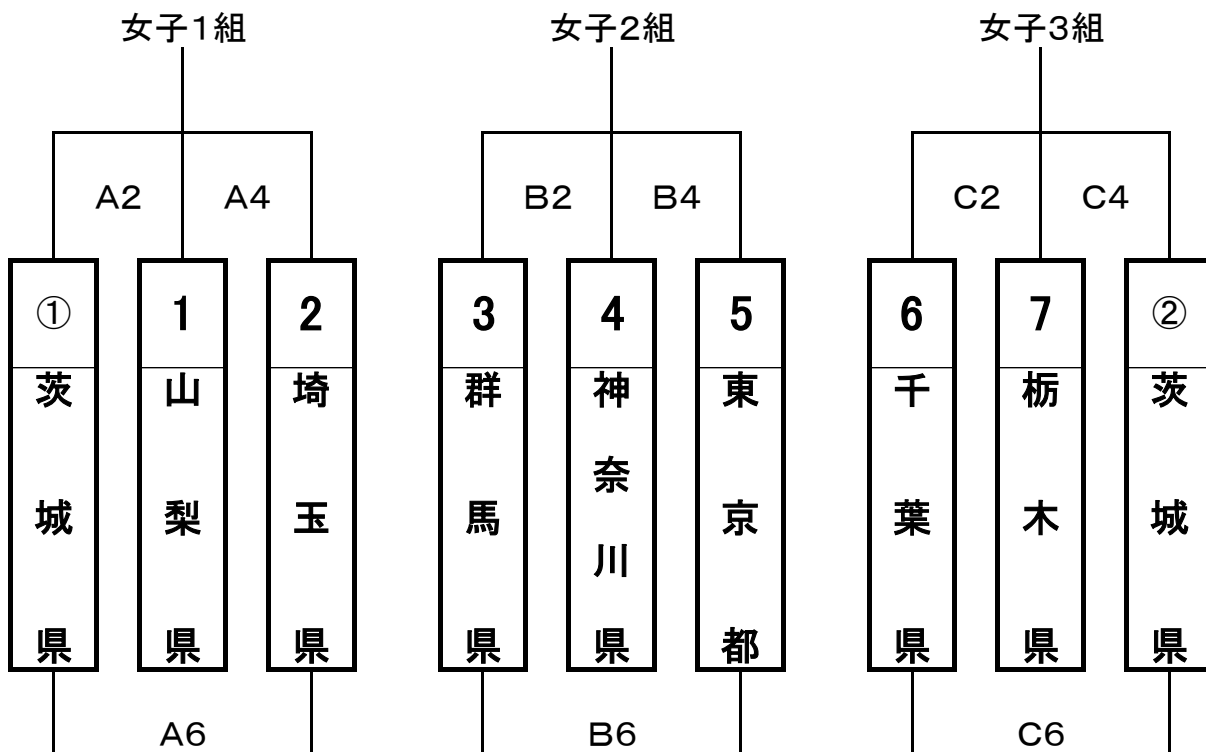 女子1組 女子2組 女子3組
A2 A4 B2 B4 C2 C4
① 1 2 3 4 5 6 7 ②
茨城県
山梨県
埼玉県
群馬県
神奈川県
東京都
千葉県
栃木県
茨城県
A6 B6 C6